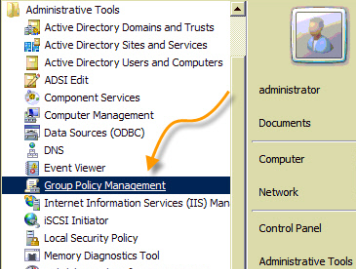 Administrative Tools
Active Directory Domains and Trusts
Active Directory Sites and Services
Active Directory Users and Computers
ADSI Edit
Component Services
Computer Management
Data Sources (ODBC)
DNS
Event Viewer
Group Policy Management
Internet Information Services (IIS) Man
iSCSI Initiator
Local Security Policy
Memory Diagnostics Tool
administrator
Documents
Computer
Network
Control Panel
Administrative Tools